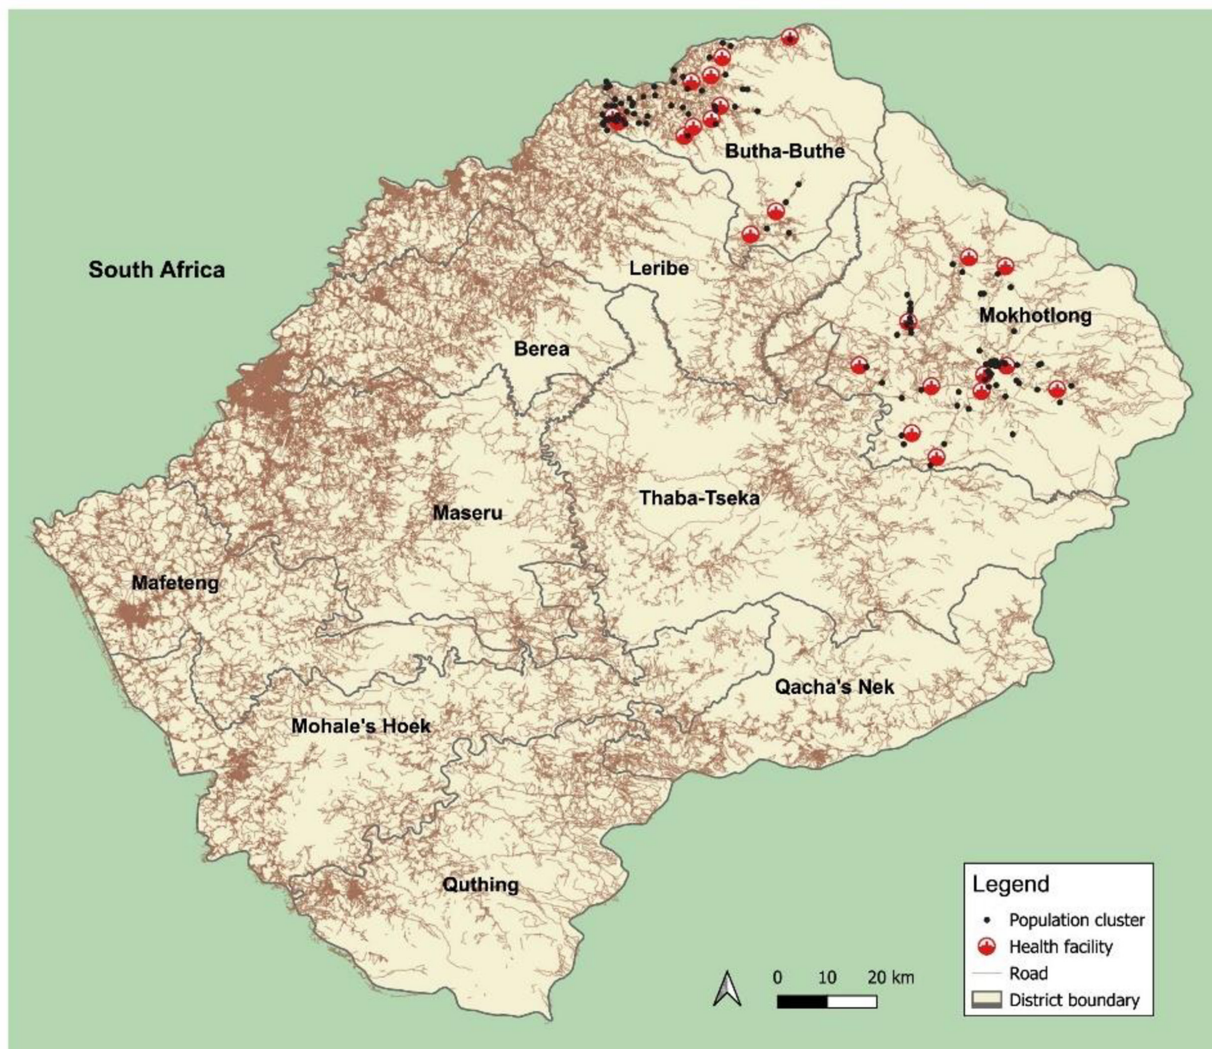 Butha-Buthe
South Africa
Leribe
Mokhotlong
Berea
Thaba-Tseka
Maseru
Mafeteng
Qacha's Nek
Mohale's Hoek
Quthing
Legend
Population cluster
Health facility
Road
District boundary
0 10 20 km